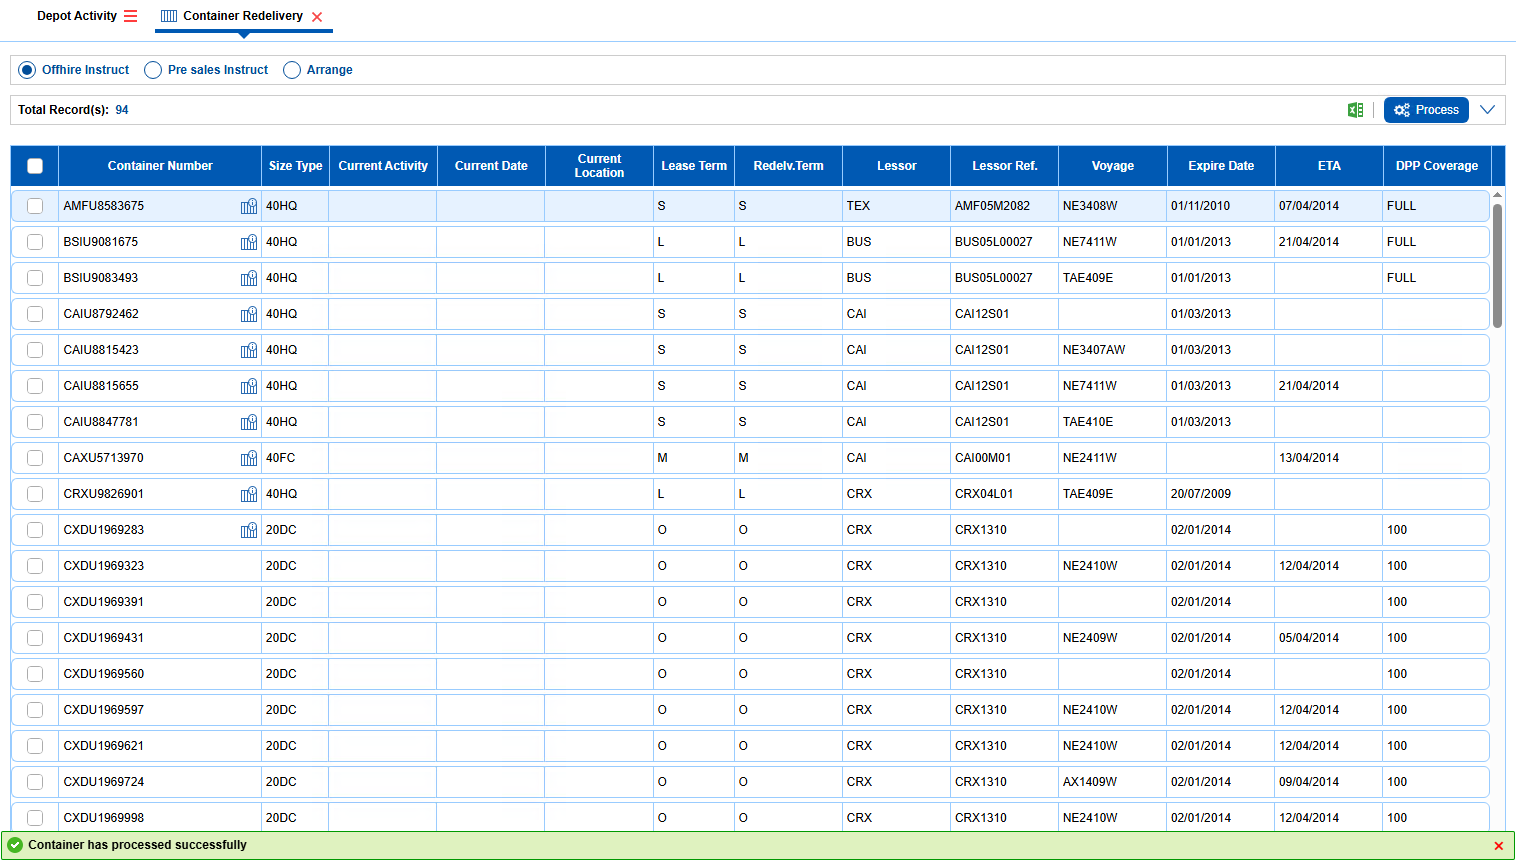 Depot Activity Container Redelivery
Offhire Instruct Pre sales Instruct Arrange
Total Record(s): 94 Process
Container Number Size Type Current Activity Current Date Current Location Lease Term Redelv.Term Lessor Lessor Ref. Voyage Expire Date ETA DPP Coverage
AMFU8583675 40HQ S S TEX AMF05M2082 NE3408W 01/11/2010 07/04/2014 FULL
BSIU9081675 40HQ L L BUS BUS05L00027 NE7411W 01/01/2013 21/04/2014 FULL
BSIU9083493 40HQ L L BUS BUS05L00027 TAE409E 01/01/2013 FULL
CAIU8792462 40HQ S S CAI CAI12S01 01/03/2013
CAIU8815423 40HQ S S CAI CAI12S01 NE3407AW 01/03/2013
CAIU8815655 40HQ S S CAI CAI12S01 NE7411W 01/03/2013 21/04/2014
CAIU8847781 40HQ S S CAI CAI12S01 TAE410E 01/03/2013
CAXU5713970 40FC M M CAI CAI00M01 NE2411W 13/04/2014
CRXU9826901 40HQ L L CRX CRX04L01 TAE409E 20/07/2009
CXDU1969283 20DC O O CRX CRX1310 02/01/2014 100
CXDU1969323 20DC O O CRX CRX1310 NE2410W 02/01/2014 12/04/2014 100
CXDU1969391 20DC O O CRX CRX1310 02/01/2014 100
CXDU1969431 20DC O O CRX CRX1310 NE2409W 02/01/2014 05/04/2014 100
CXDU1969560 20DC O O CRX CRX1310 02/01/2014 100
CXDU1969597 20DC O O CRX CRX1310 NE2410W 02/01/2014 12/04/2014 100
CXDU1969621 20DC O O CRX CRX1310 NE2410W 02/01/2014 12/04/2014 100
CXDU1969724 20DC O O CRX CRX1310 AX1409W 02/01/2014 09/04/2014 100
CXDU1969998 20DC O O CRX CRX1310 NE2410W 02/01/2014 12/04/2014 100
Container has processed successfully